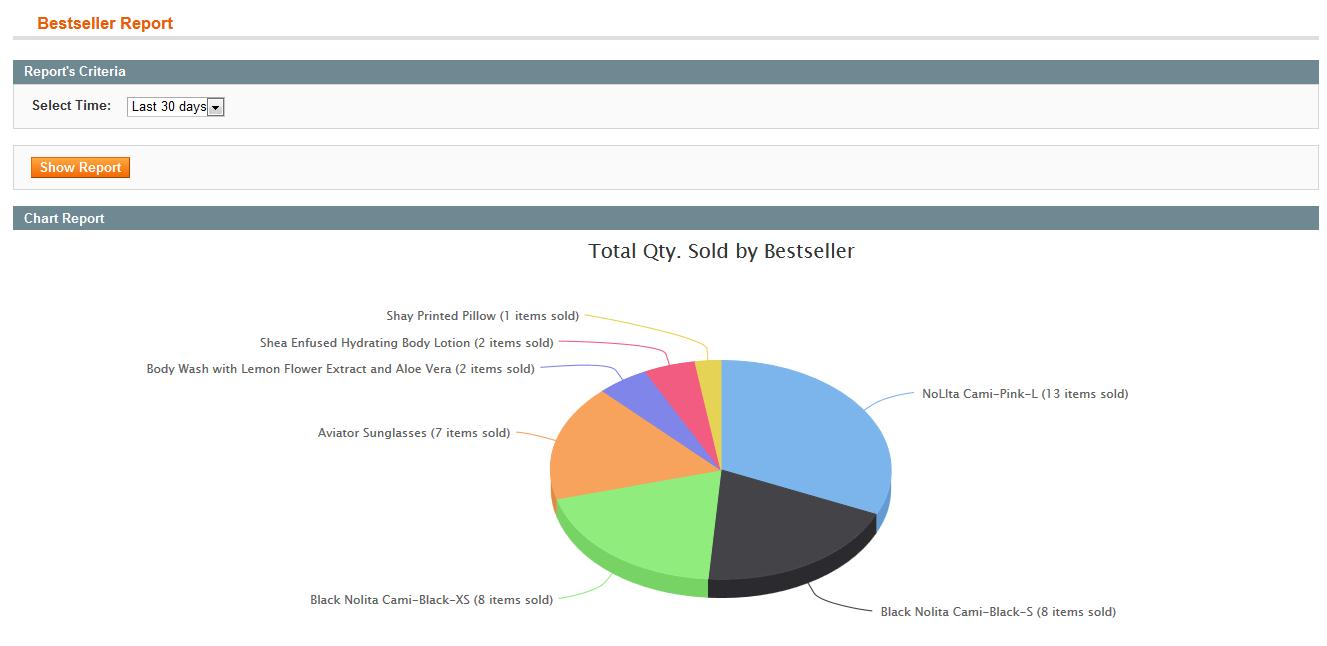 Bestseller Report
Report's Criteria
Select Time: Last 30 days
Show Report
Chart Report
Total Qty. Sold by Bestseller
Shay Printed Pillow (1 items sold)
Shea Enfused Hydrating Body Lotion (2 items sold)
Body Wash with Lemon Flower Extract and Aloe Vera (2 items sold)
NoLIta Cami-Pink-L (13 items sold)
Aviator Sunglasses (7 items sold)
Black Nolita Cami-Black-XS (8 items sold)
Black Nolita Cami-Black-S (8 items sold)